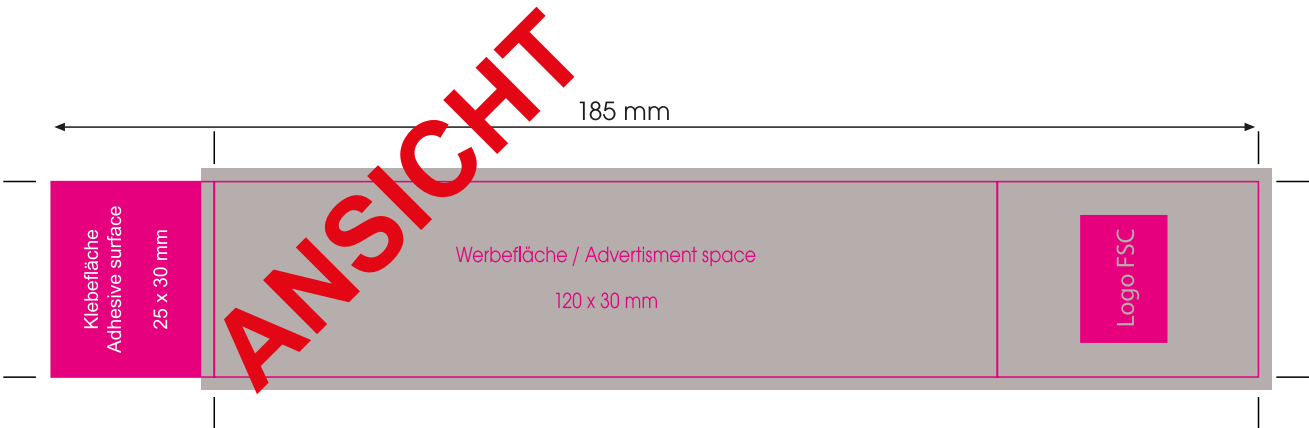 185 mm
ANSICHT
Klebefläche
Adhesive surface
25 x 30 mm
Werbefläche / Advertisment space
120 x 30 mm
Logo FSC